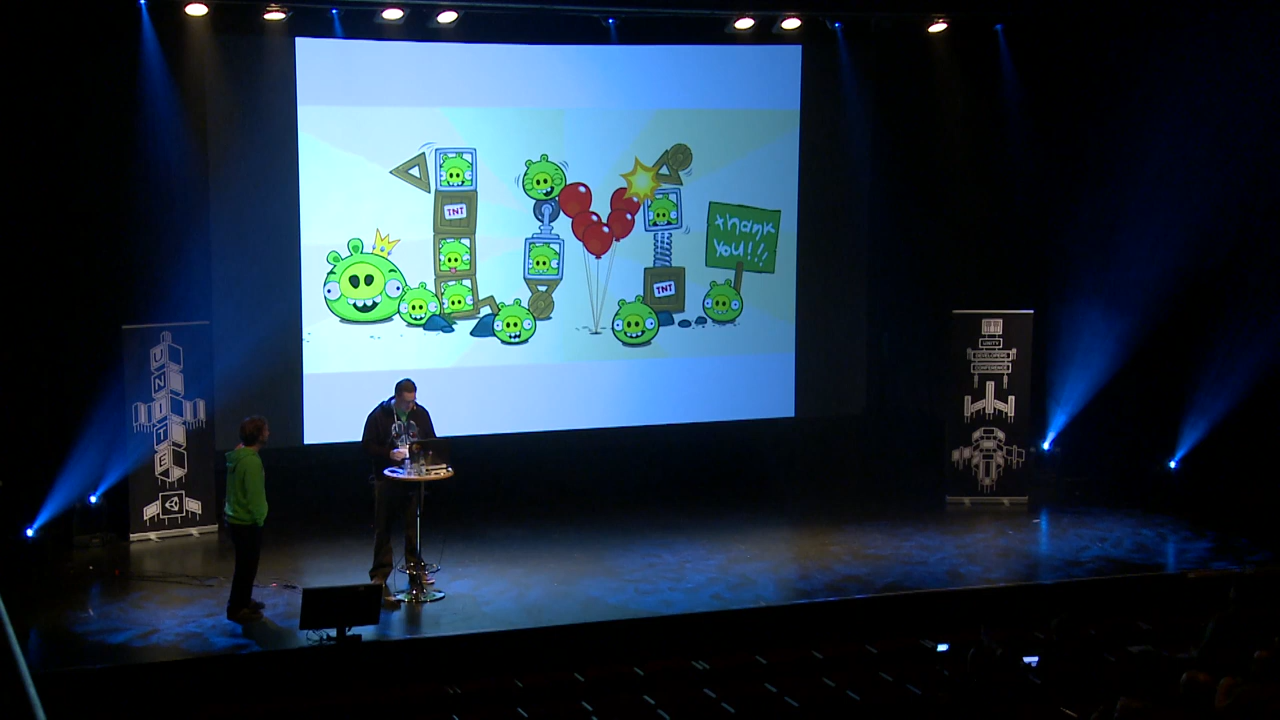 TNT
thank
you!!!
TNT
UNITE
UNITY
DEVELOPERS
CONFERENCE